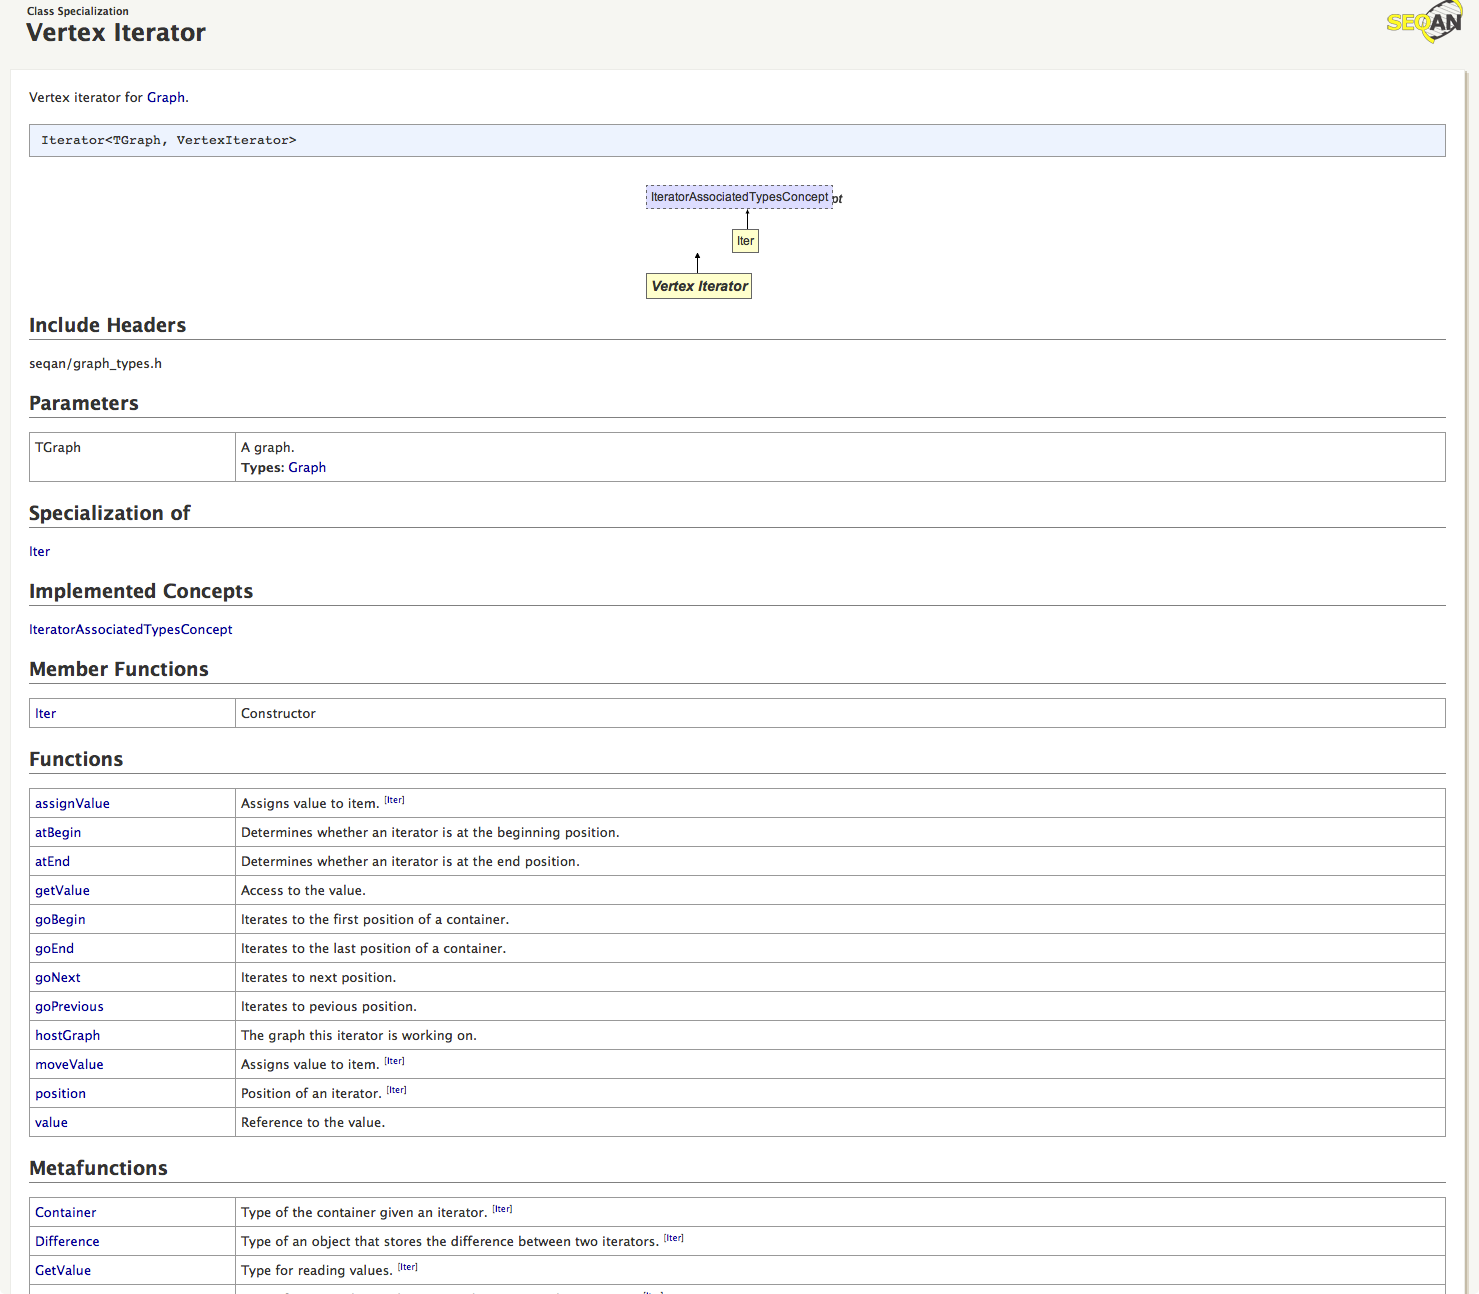 Class Specialization
Vertex Iterator
SEQAN
Vertex iterator for Graph.
Iterator<TGraph, VertexIterator>
IteratorAssociatedTypesConcept pt
Iter
Vertex Iterator
Include Headers
seqan/graph_types.h
Parameters
TGraph A graph.
Types: Graph
Specialization of
Iter
Implemented Concepts
IteratorAssociatedTypesConcept
Member Functions
Iter Constructor
Functions
assignValue Assigns value to item. [Iter]
atBegin Determines whether an iterator is at the beginning position.
atEnd Determines whether an iterator is at the end position.
getValue Access to the value.
goBegin Iterates to the first position of a container.
goEnd Iterates to the last position of a container.
goNext Iterates to next position.
goPrevious Iterates to pevious position.
hostGraph The graph this iterator is working on.
moveValue Assigns value to item. [Iter]
position Position of an iterator. [Iter]
value Reference to the value.
Metafunctions
Container Type of the container given an iterator. [Iter]
Difference Type of an object that stores the difference between two iterators. [Iter]
GetValue Type for reading values. [Iter]